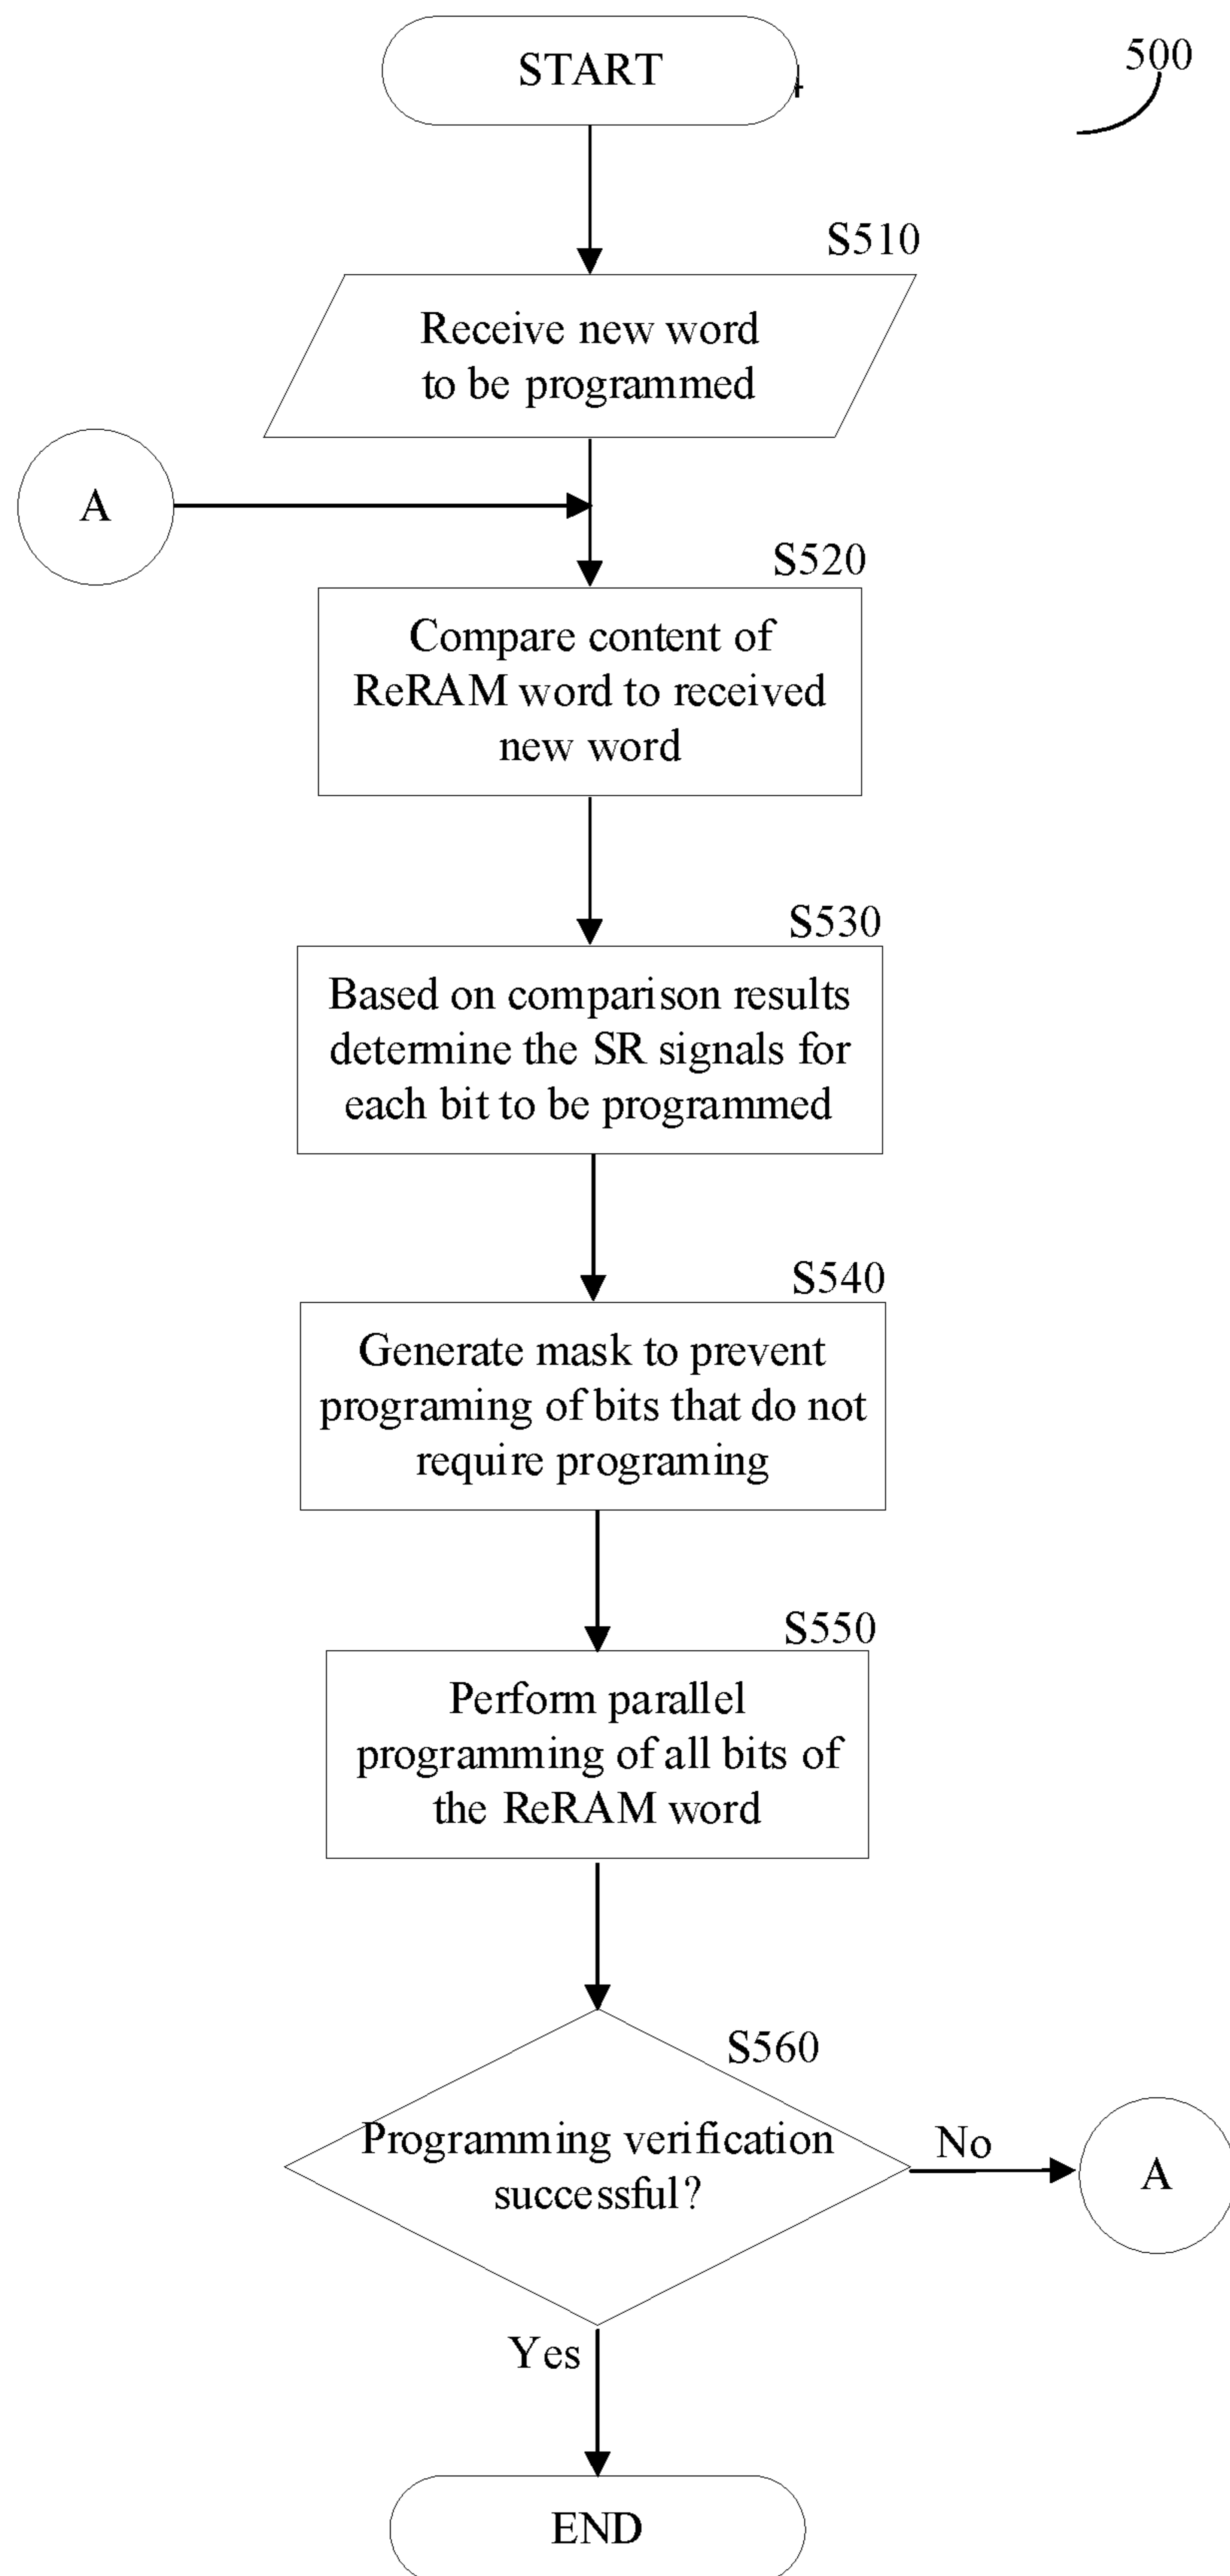 START
500
S510
Receive new word
to be programmed
A
S520
Compare content of
ReRAM word to received
new word
S530
Based on comparison results
determine the SR signals for
each bit to be programmed
S540
Generate mask to prevent
programing of bits that do not
require programing
S550
Perform parallel
programming of all bits of
the ReRAM word
S560
Programming verification
successful?
No
A
Yes
END